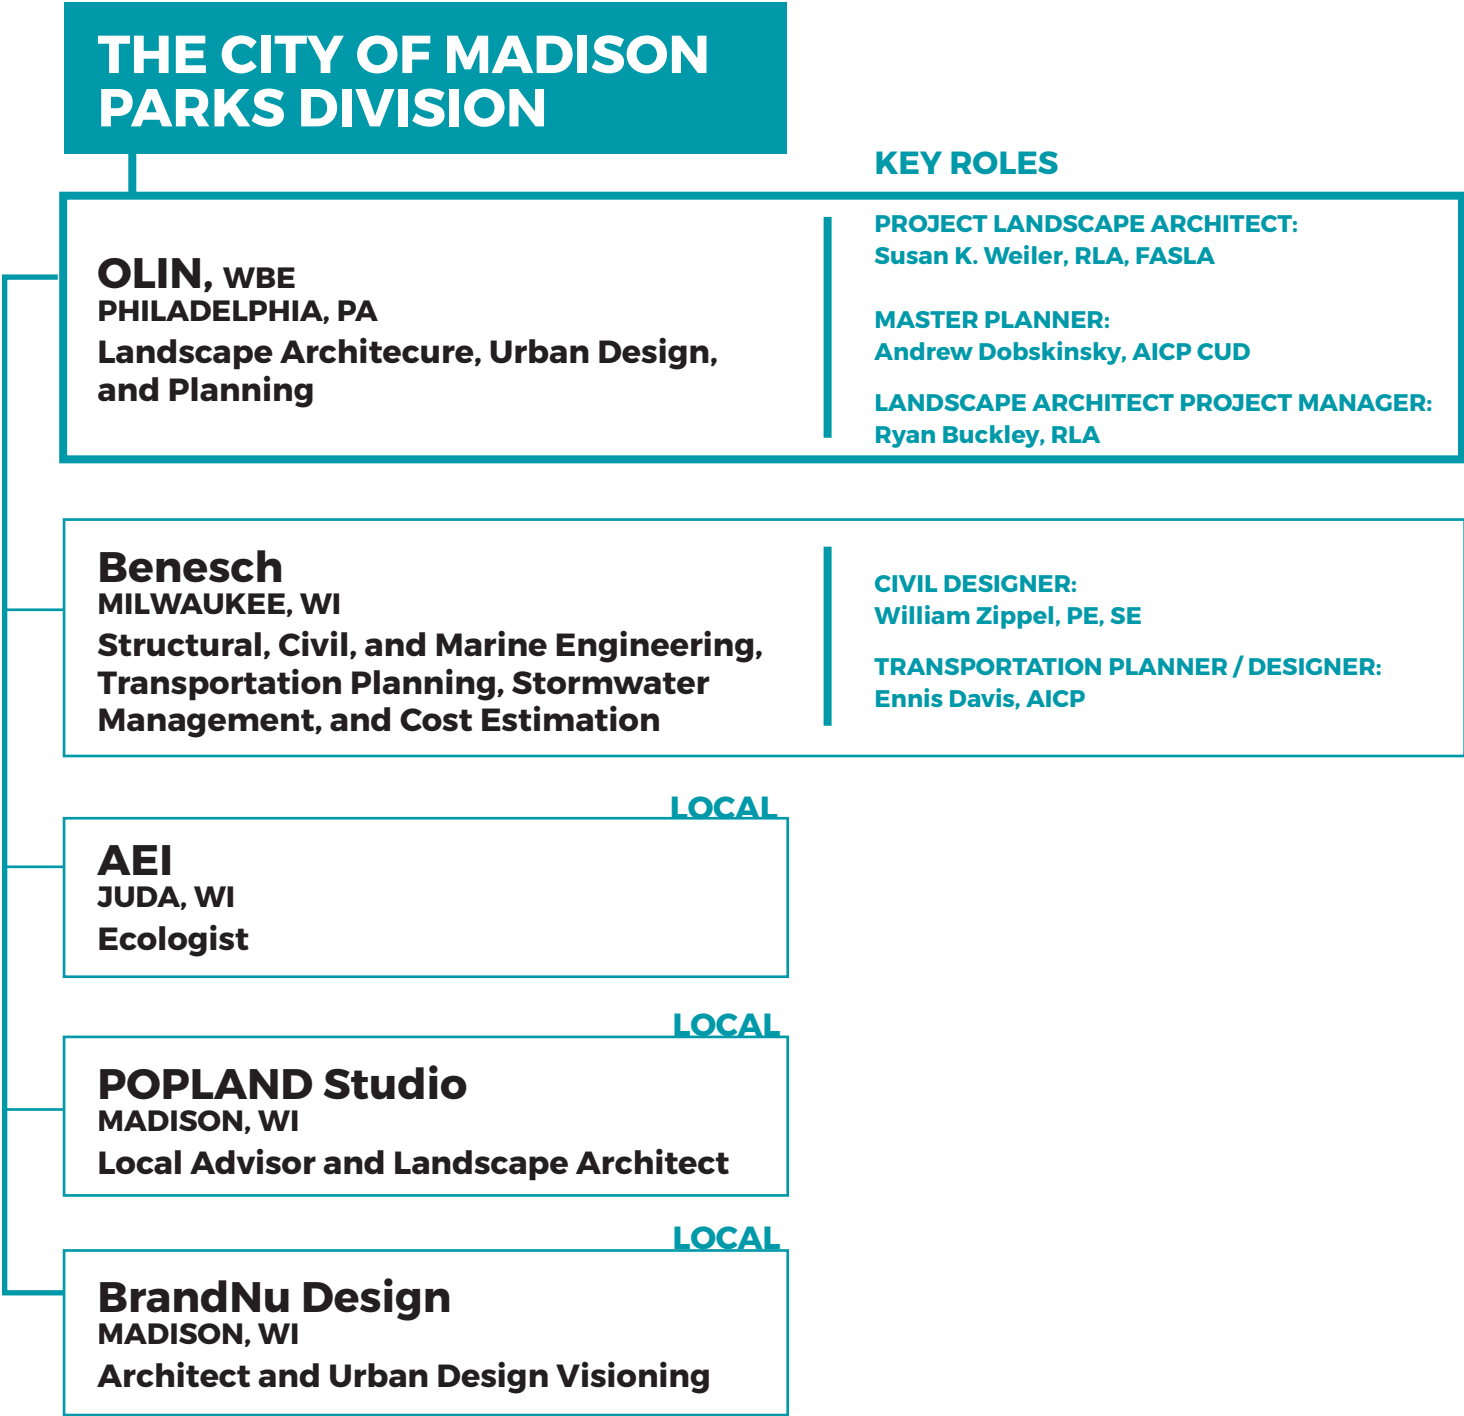 THE CITY OF MADISON
PARKS DIVISION
KEY ROLES
OLIN, WBE
PHILADELPHIA, PA
Landscape Architecure, Urban Design,
and Planning
PROJECT LANDSCAPE ARCHITECT:
Susan K. Weiler, RLA, FASLA
MASTER PLANNER:
Andrew Dobskinsky, AICP CUD
LANDSCAPE ARCHITECT PROJECT MANAGER:
Ryan Buckley, RLA
Benesch
MILWAUKEE, WI
Structural, Civil, and Marine Engineering,
Transportation Planning, Stormwater
Management, and Cost Estimation
CIVIL DESIGNER:
William Zippel, PE, SE
TRANSPORTATION PLANNER / DESIGNER:
Ennis Davis, AICP
LOCAL
AEI
JUDA, WI
Ecologist
LOCAL
POPLAND Studio
MADISON, WI
Local Advisor and Landscape Architect
LOCAL
BrandNu Design
MADISON, WI
Architect and Urban Design Visioning